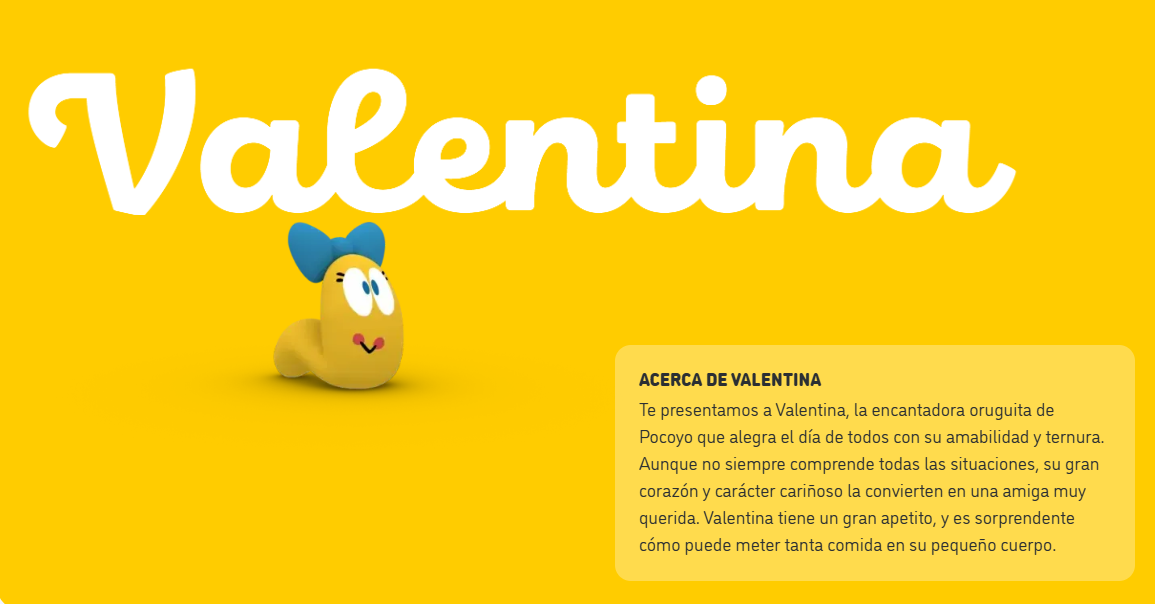 Valentina
ACERCA DE VALENTINA
Te presentamos a Valentina, la encantadora oruguita de
Pocoyo que alegra el día de todos con su amabilidad y ternura.
Aunque no siempre comprende todas las situaciones, su gran
corazón y carácter cariñoso la convierten en una amiga muy
querida. Valentina tiene un gran apetito, y es sorprendente
cómo puede meter tanta comida en su pequeño cuerpo.